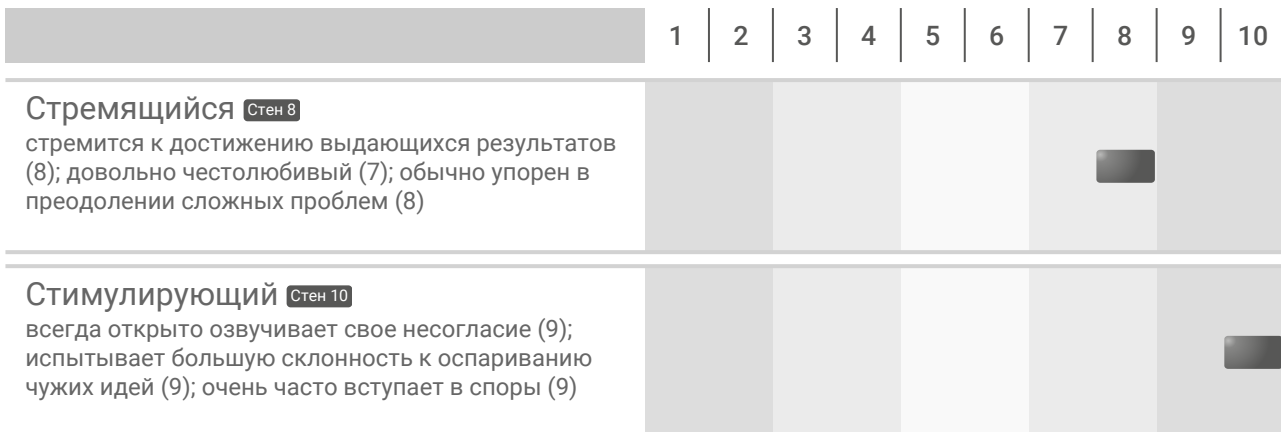 1 2 3 4 5 6 7 8 9 10
Стремящийся Стен 8
стремится к достижению выдающихся результатов
(8); довольно честолюбивый (7); обычно упорен в
преодолении сложных проблем (8)
Стимулирующий Стен 10
всегда открыто озвучивает свое несогласие (9);
испытывает большую склонность к оспариванию
чужих идей (9); очень часто вступает в споры (9)